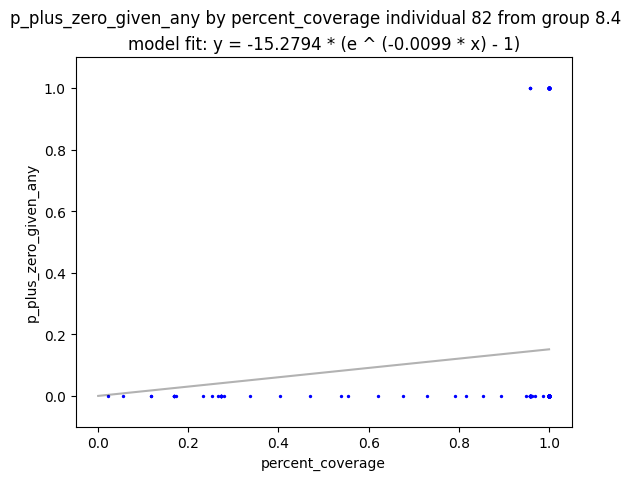 p_plus_zero_given_any by percent_coverage individual 82 from group 8.4
model fit: y = -15.2794 * (e ^ (-0.0099 * x) - 1)
1.0
0.8
0.6
0.4
0.2
0.0
p_plus_zero_given_any
0.0 0.2 0.4 0.6 0.8 1.0
percent_coverage